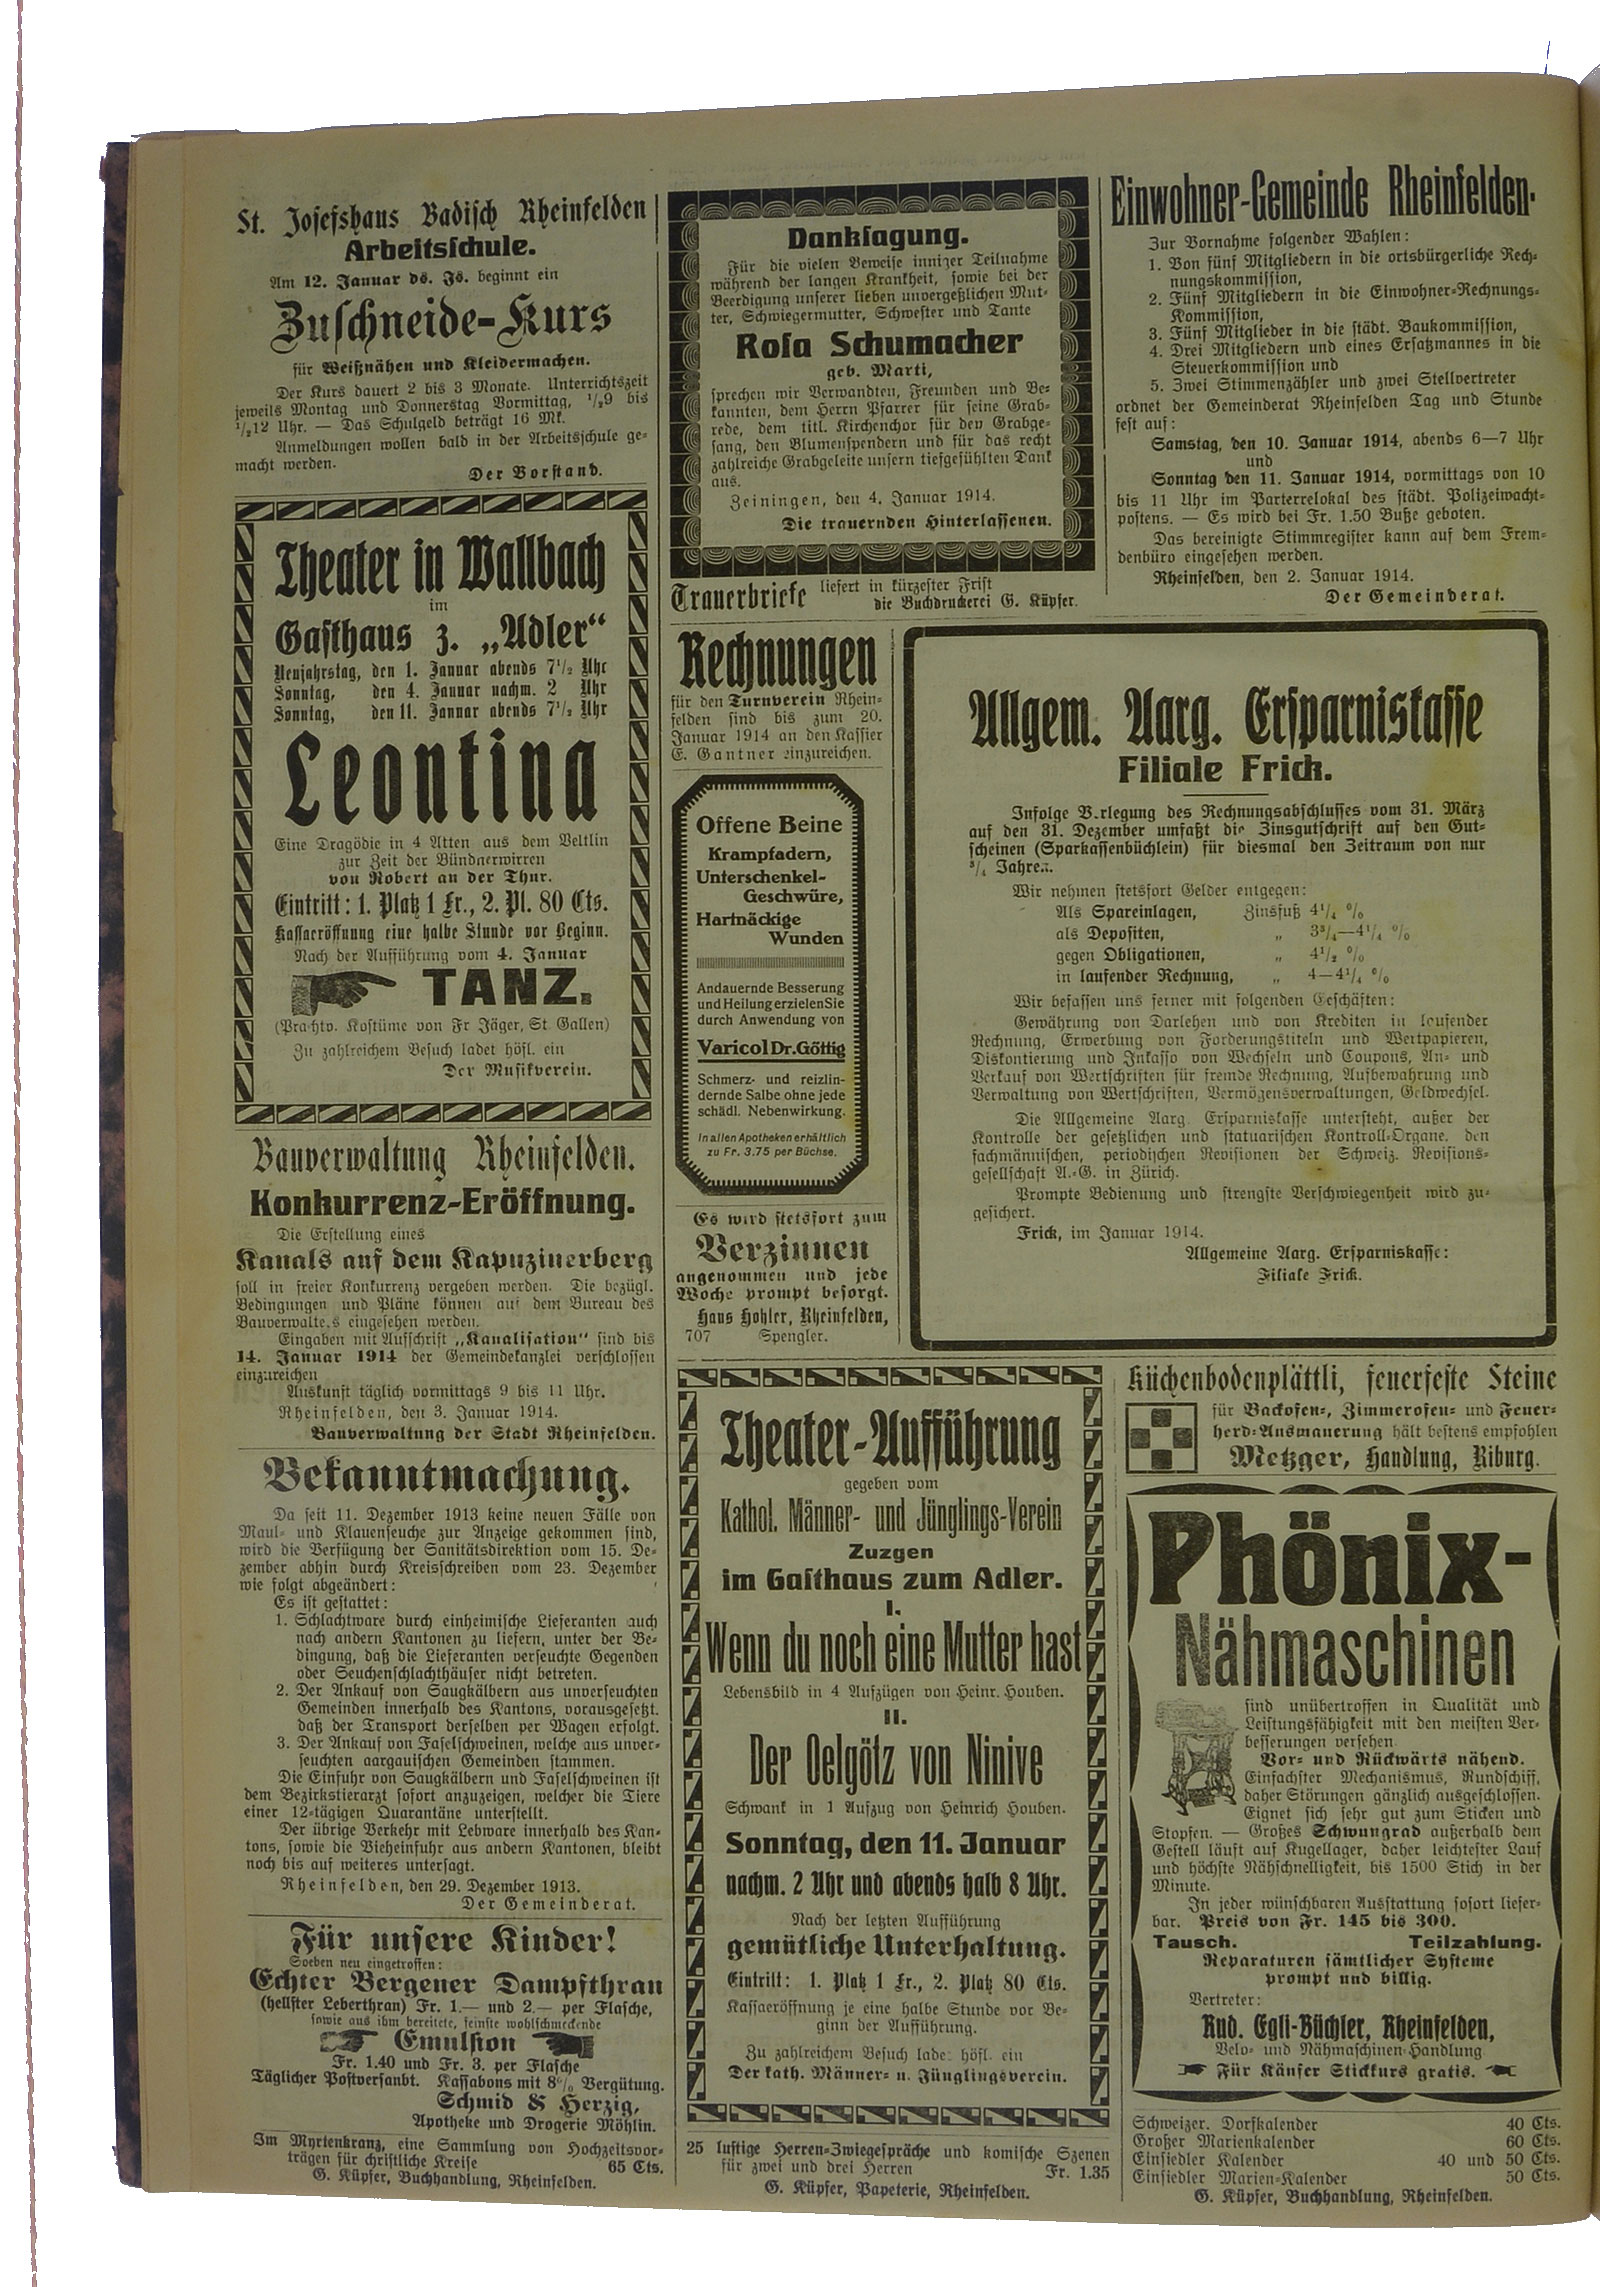 St. Josefshaus Badisch Rheinfelden
Arbeitsschule.
Am 12. Januar ds. Js. beginnt ein
Zuschneide-Kurs
für Weißnähen und Kleidermachen.
Der Kurs dauert 2 bis 3 Monate. Unterrichtszeit
jeweils Montag und Donnerstag Vormittag, ½9 bis
½12 Uhr. — Das Schulgeld beträgt 16 Mk.
Anmeldungen wollen bald in der Arbeitsschule ge-
macht werden.
Der Vorstand.
Theater in Wallbach
im
Gasthaus z. „Adler“
Neujahrstag, den 1. Januar abends 7½ Uhr
Sonntag, den 4. Januar nachm. 2 Uhr
Sonntag, den 11. Januar abends 7½ Uhr
Leontina
Eine Dragödie in 4 Akten aus dem Veltlin
zur Zeit der Bündnerwirren
von Robert an der Thur.
Eintritt: 1. Platz 1 Fr., 2. Pl. 80 Cts.
Kassaeröffnung eine halbe Stunde vor Beginn.
Nach der Aufführung vom 4. Januar
TANZ.
(Prachtv. Kostüme von Fr Jäger, St. Gallen)
Zu zahlreichem Besuch ladet höfl. ein
Der Musikverein.
Bauverwaltung Rheinfelden.
Konkurrenz-Eröffnung.
Die Erstellung eines
Kanals auf dem Kapuzinerberg
soll in freier Konkurrenz vergeben werden. Die bezügl.
Bedingungen und Pläne können auf dem Bureau des
Bauverwalters eingesehen werden.
Eingaben mit Aufschrift „Kanalisation“ sind bis
14. Januar 1914 der Gemeindekanzlei verschlossen
einzureichen
Auskunft täglich vormittags 9 bis 11 Uhr.
Rheinfelden, den 3. Januar 1914.
Bauverwaltung der Stadt Rheinfelden.
Bekanntmachung.
Da seit 11. Dezember 1913 keine neuen Fälle von
Maul- und Klauenseuche zur Anzeige gekommen sind,
wird die Verfügung der Sanitätsdirektion vom 15. De-
zember abhin durch Kreisschreiben vom 23. Dezember
wie folgt abgeändert:
Es ist gestattet:
1. Schlachtware durch einheimische Lieferanten auch
nach andern Kantonen zu liefern, unter der Be-
dingung, daß die Lieferanten verseuchte Gegenden
oder Seuchenschlachthäuser nicht betreten.
2. Der Ankauf von Saugkälbern aus unverseuchten
Gemeinden innerhalb des Kantons, vorausgesetzt.
daß der Transport derselben per Wagen erfolgt.
3. Der Ankauf von Faselschweinen, welche aus unver-
seuchten aargauischen Gemeinden stammen.
Die Einfuhr von Saugkälbern und Faselschweinen ist
dem Bezirkstierarzt sofort anzuzeigen, welcher die Tiere
einer 12-tägigen Quarantäne unterstellt.
Der übrige Verkehr mit Lebware innerhalb des Kan-
tons, sowie die Vieheinfuhr aus andern Kantonen, bleibt
noch bis auf weiteres untersagt.
Rheinfelden, den 29. Dezember 1913.
Der Gemeinderat.
Für unsere Kinder!
Soeben neu eingetroffen:
Echter Bergener Dampfthran
(hellster Leberthran) Fr. 1.— und 2.— per Flasche,
sowie aus ihm bereitete, feinste wohlschmeckende
Emulsion
Fr. 1.40 und Fr. 3. per Flasche
Täglicher Postversandt. Kassabons mit 8% Vergütung.
Schmid & Herzig,
Apotheke und Drogerie Möhlin.
Im Myrtenkranz, eine Sammlung von Hochzeitsvor-
trägen für christliche Kreise 65 Cts.
G. Küpfer, Buchhandlung, Rheinfelden.
Danksagung.
Für die vielen Beweise inniger Teilnahme
während der langen Krankheit, sowie bei der
Beerdigung unserer lieben unvergeßlichen Mut-
ter, Schwiegermutter, Schwester und Tante
Rosa Schumacher
geb. Marti,
sprechen wir Verwandten, Freunden und Be-
kannten, dem Herrn Pfarrer für seine Grab-
rede, dem titl. Kirchenchor für den Grabge-
sang, den Blumenspendern und für das recht
zahlreiche Grabgeleite unsern tiefgefühlten Dank
aus.
Zeiningen, den 4. Januar 1914.
Die trauernden Hinterlassenen.
Trauerbriefe liefert in kürzester Frist
die Buchdruckerei G. Küpfer.
Rechnungen
für den Turnverein Rhein-
felden sind bis zum 20.
Januar 1914 an den Kassier
E. Gantner einzureichen.
Offene Beine
Krampfadern,
Unterschenkel-
Geschwüre,
Hartnäckige
Wunden
Andauernde Besserung
und Heilung erzielen Sie
durch Anwendung von
Varicol Dr. Göttig
Schmerz- und reizlin-
dernde Salbe ohne jede
schädl. Nebenwirkung.
In allen Apotheken erhältlich
zu Fr. 3.75 per Büchse.
Es wird stetsfort zum
Verzinnen
angenommen und jede
Woche prompt besorgt.
Hans Hohler, Rheinfelden,
707 Spengler.
Theater-Aufführung
gegeben vom
Kathol. Männer- und Jünglings-Verein
Zuzgen
im Gasthaus zum Adler.
I.
Wenn du noch eine Mutter hast
Lebensbild in 4 Aufzügen von Heinr. Houben.
II.
Der Oelgötz von Ninive
Schwank in 1 Aufzug von Heinrich Houben.
Sonntag, den 11. Januar
nachm. 2 Uhr und abends halb 8 Uhr.
Nach der letzten Aufführung
gemütliche Unterhaltung.
Eintritt: 1. Platz 1 Fr., 2. Platz 80 Cts.
Kassaeröffnung je eine halbe Stunde vor Be-
ginn der Aufführung.
Zu zahlreichem Besuch ladet höfl. ein
Der kath. Männer- u. Jünglingsverein.
25 lustige Herren-Zwiegespräche und komische Szenen
für zwei und drei Herren Fr. 1.35
G. Küpfer, Papeterie, Rheinfelden.
Einwohner-Gemeinde Rheinfelden.
Zur Vornahme folgender Wahlen:
1. Von fünf Mitgliedern in die ortsbürgerliche Rech-
nungskommission,
2. Fünf Mitgliedern in die Einwohner-Rechnungs-
Kommission,
3. Fünf Mitglieder in die städt. Baukommission,
4. Drei Mitgliedern und eines Ersatzmannes in die
Steuerkommission und
5. Zwei Stimmenzähler und zwei Stellvertreter
ordnet der Gemeinderat Rheinfelden Tag und Stunde
fest auf:
Samstag, den 10. Januar 1914, abends 6—7 Uhr
und
Sonntag den 11. Januar 1914, vormittags von 10
bis 11 Uhr im Parterrelokal des städt. Polizeiwacht-
postens. — Es wird bei Fr. 1.50 Buße geboten.
Das bereinigte Stimmregister kann auf dem Frem-
denbüro eingesehen werden.
Rheinfelden, den 2. Januar 1914.
Der Gemeinderat.
Allgem. Aarg. Ersparniskasse
Filiale Frick.
Infolge Verlegung des Rechnungsabschlusses vom 31. März
auf den 31. Dezember umfaßt die Zinsgutschrift auf den Gut-
scheinen (Sparkassenbüchlein) für diesmal den Zeitraum von nur
¾ Jahren.
Wir nehmen stetsfort Gelder entgegen:
Als Spareinlagen, Zinsfuß 4¼ %
als Depositen, „ 3¾—4¼ %
gegen Obligationen, „ 4½ %
in laufender Rechnung, „ 4—4¼ %
Wir befassen uns ferner mit folgenden Geschäften:
Gewährung von Darlehen und von Krediten in laufender
Rechnung, Erwerbung von Forderungstiteln und Wertpapieren,
Diskontierung und Inkasso von Wechseln und Coupons, An- und
Verkauf von Wertschriften für fremde Rechnung, Aufbewahrung und
Verwaltung von Wertschriften, Vermögensverwaltungen, Geldwechsel.
Die Allgemeine Aarg. Ersparniskasse untersteht, außer der
Kontrolle der gesetzlichen und statuarischen Kontroll-Organe, den
fachmännischen, periodischen Revisionen der Schweiz. Revisions-
gesellschaft A.-G. in Zürich.
Prompte Bedienung und strengste Verschwiegenheit wird zu-
gesichert.
Frick, im Januar 1914.
Allgemeine Aarg. Ersparniskasse:
Filiale Frick.
Küchenbodenplättli, feuerfeste Steine
für Backofen-, Zimmerofen- und Feuer-
herd-Ausmauerung hält bestens empfohlen
Metzger, Handlung, Riburg.
Phönix-
Nähmaschinen
sind unübertroffen in Qualität und
Leistungsfähigkeit mit den meisten Ver-
besserungen versehen.
Vor- und Rückwärts nähend.
Einfachster Mechanismus, Rundschiff,
daher Störungen gänzlich ausgeschlossen.
Eignet sich sehr gut zum Sticken und
Stopfen. — Großes Schwungrad außerhalb dem
Gestell läuft auf Kugellager, daher leichtester Lauf
und höchste Nähschnelligkeit, bis 1500 Stich in der
Minute.
In jeder wünschbaren Ausstattung sofort liefer-
bar. Preis von Fr. 145 bis 300.
Tausch. Teilzahlung.
Reparaturen sämtlicher Systeme
prompt und billig.
Vertreter:
Rud. Egli-Büchler, Rheinfelden,
Velo- und Nähmaschinen-Handlung
Für Käufer Stickkurs gratis.
Schweizer. Dorfkalender 40 Cts.
Großer Marienkalender 60 Cts.
Einsiedler Kalender 40 und 50 Cts.
Einsiedler Marien-Kalender 50 Cts.
G. Küpfer, Buchhandlung, Rheinfelden.